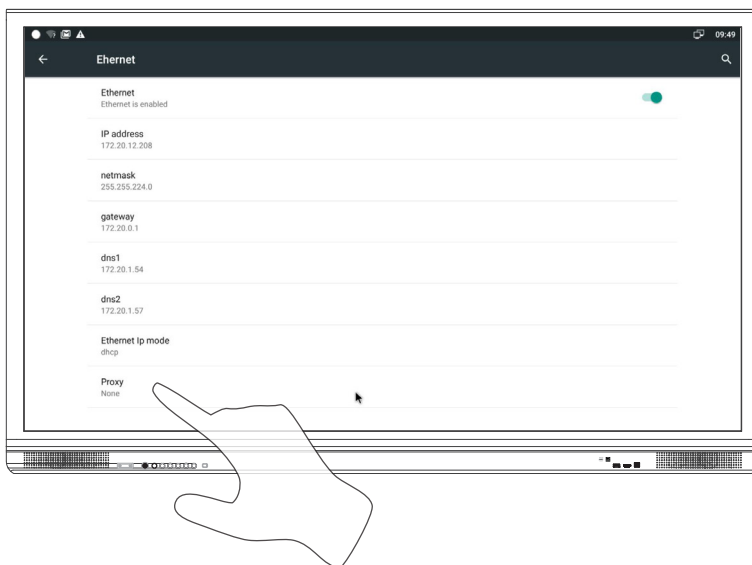 09:49
Ehernet
Ethernet
Ethernet is enabled
IP address
172.20.12.208
netmask
255.255.224.0
gateway
172.20.0.1
dns1
172.20.1.54
dns2
172.20.1.57
Ethernet Ip mode
dhcp
Proxy
None